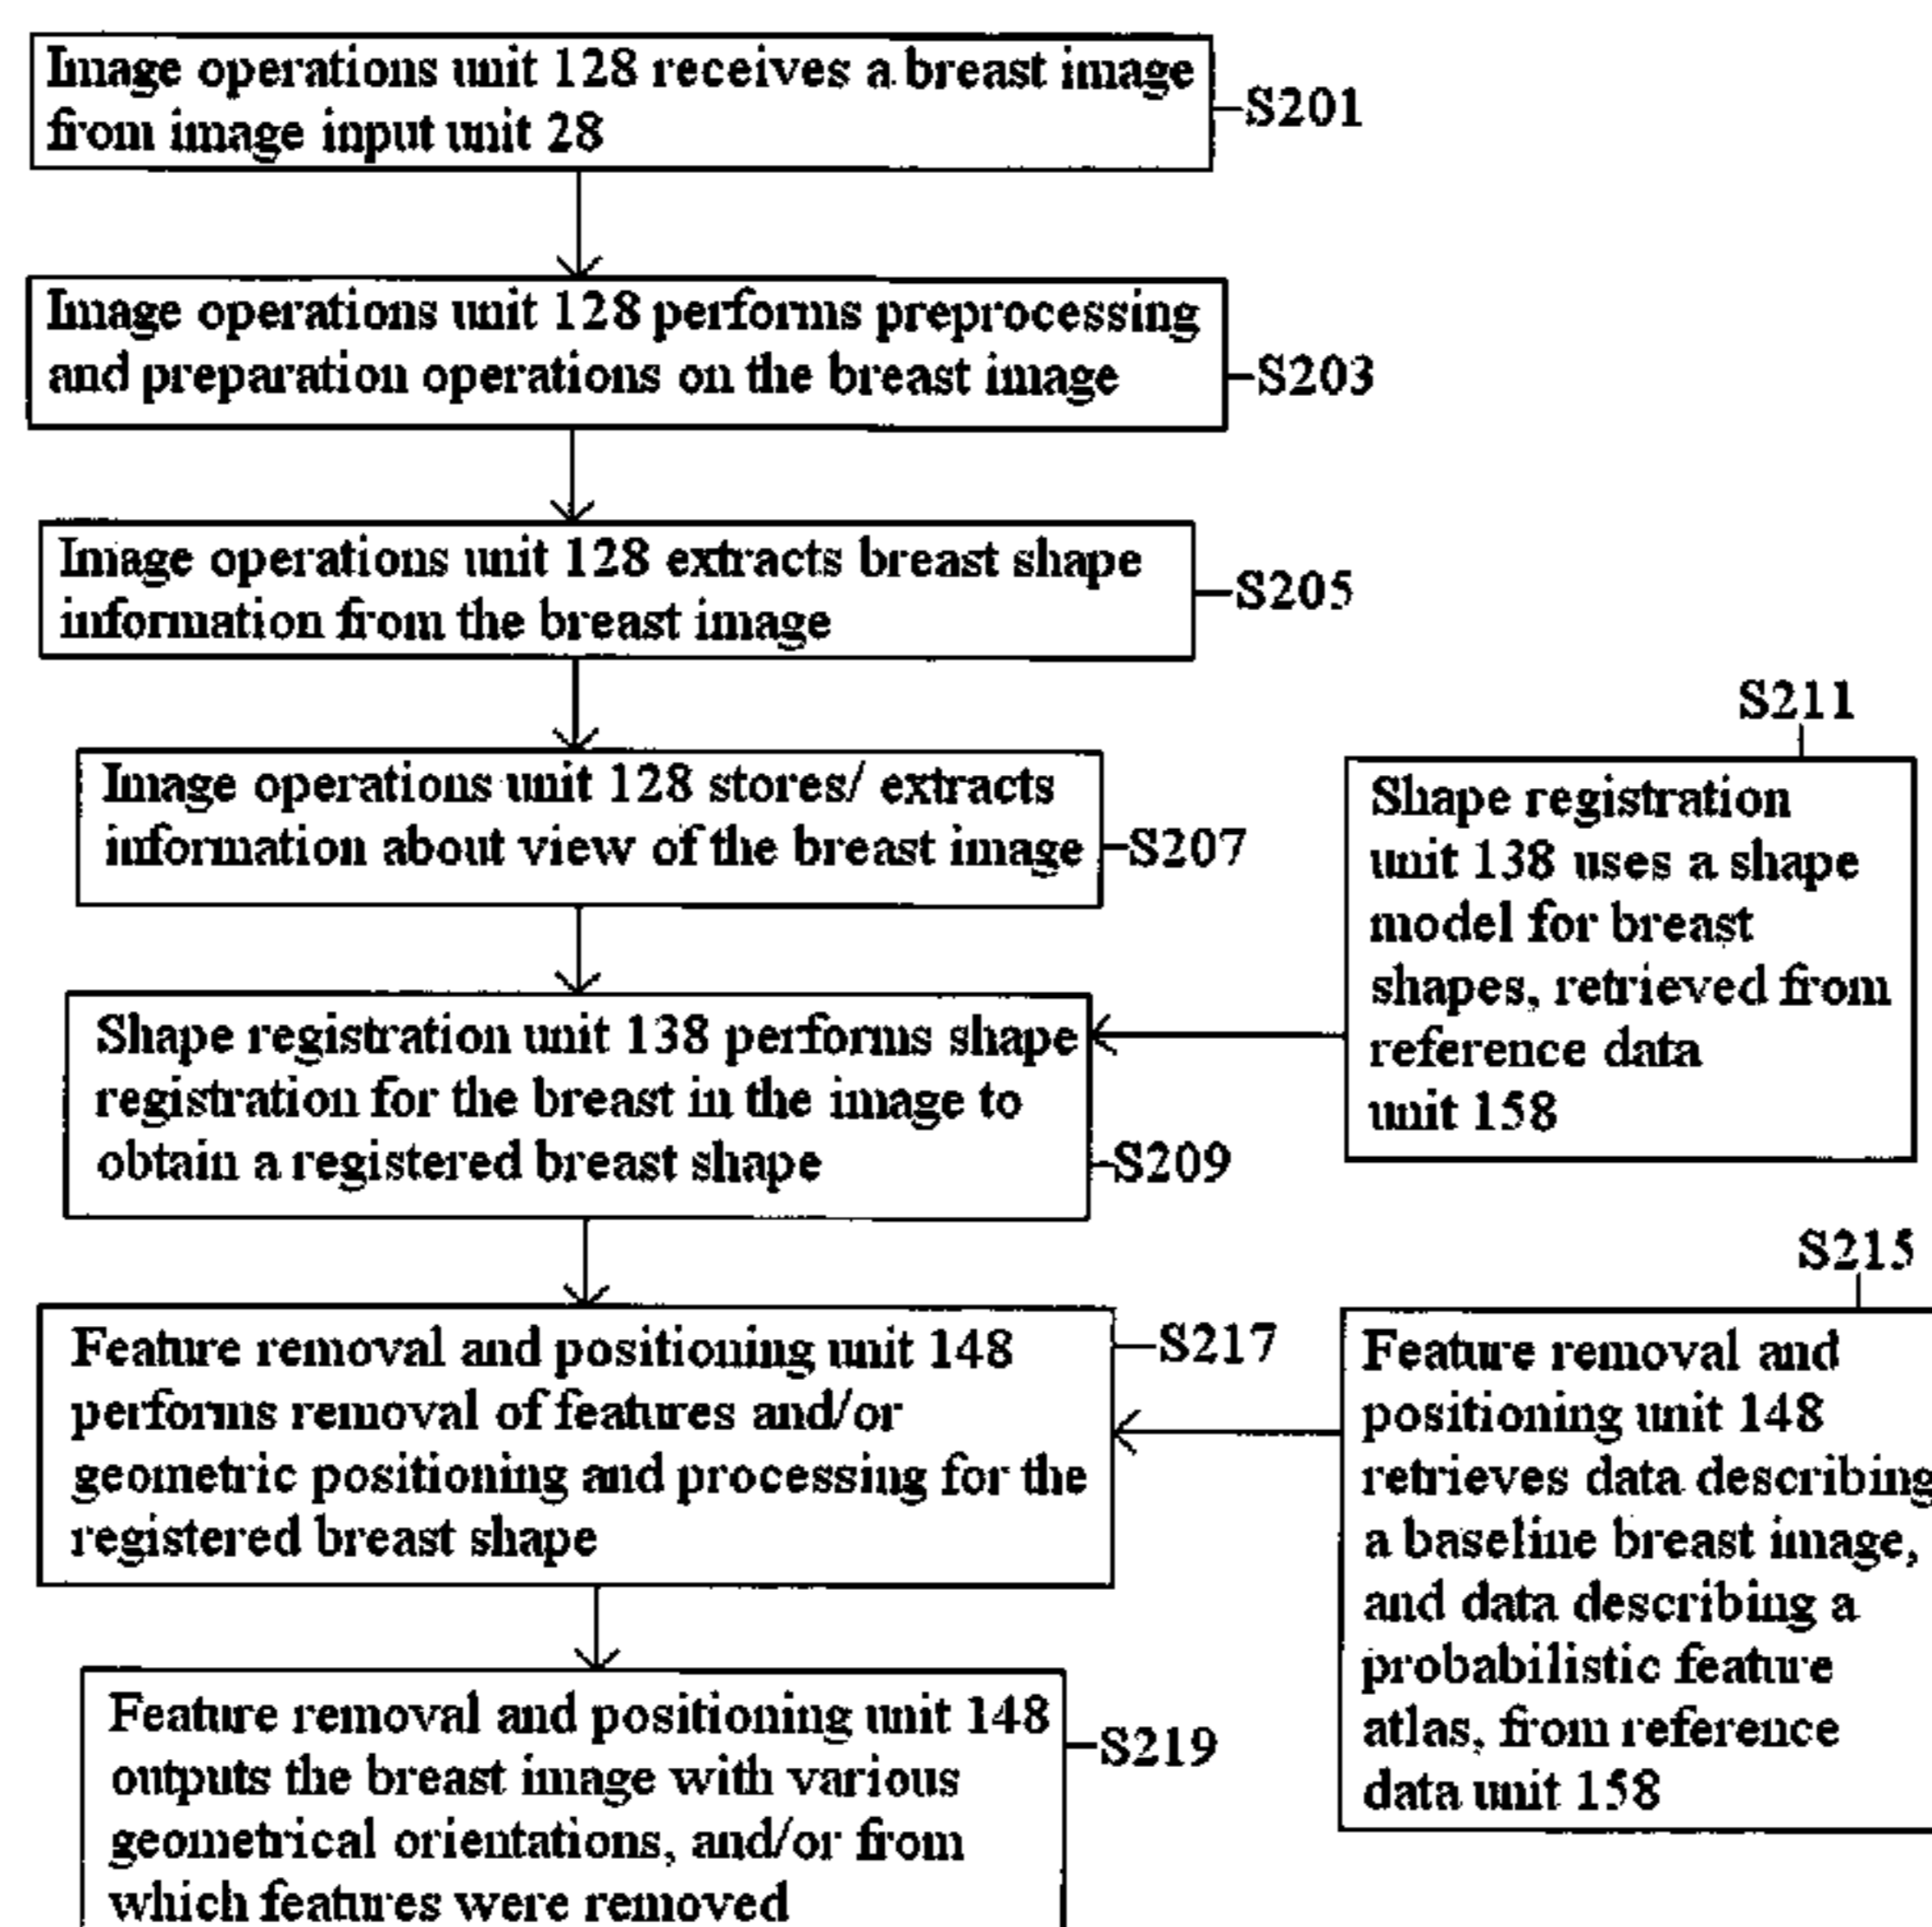 Image operations unit 128 receives a breast image
from image input unit 28
S201
Image operations unit 128 performs preprocessing
and preparation operations on the breast image
S203
Image operations unit 128 extracts breast shape
information from the breast image
S205
Image operations unit 128 stores/ extracts
information about view of the breast image
S207
S211
Shape registration
unit 138 uses a shape
model for breast
shapes, retrieved from
reference data
unit 158
Shape registration unit 138 performs shape
registration for the breast in the image to
obtain a registered breast shape
S209
S215
Feature removal and
positioning unit 148
retrieves data describing
a baseline breast image,
and data describing a
probabilistic feature
atlas, from reference
data unit 158
Feature removal and positioning unit 148
performs removal of features and/or
geometric positioning and processing for the
registered breast shape
S217
Feature removal and positioning unit 148
outputs the breast image with various
geometrical orientations, and/or from
which features were removed
S219